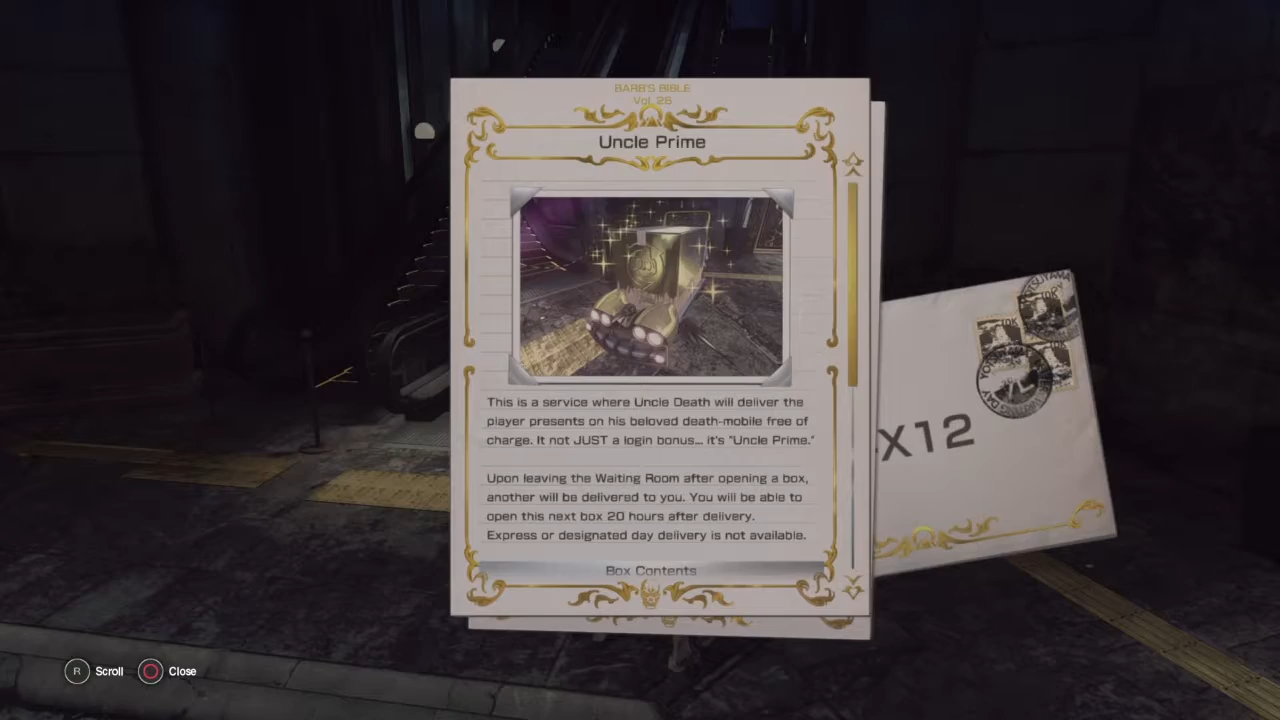 BARB'S BIBLE
Vol.26
Uncle Prime
This is a service where Uncle Death will deliver the
player presents on his beloved death-mobile free of
charge. It not JUST a login bonus... it's "Uncle Prime."
Upon leaving the Waiting Room after opening a box,
another will be delivered to you. You will be able to
open this next box 20 hours after delivery.
Express or designated day delivery is not available.
Box Contents
X12
R Scroll Close